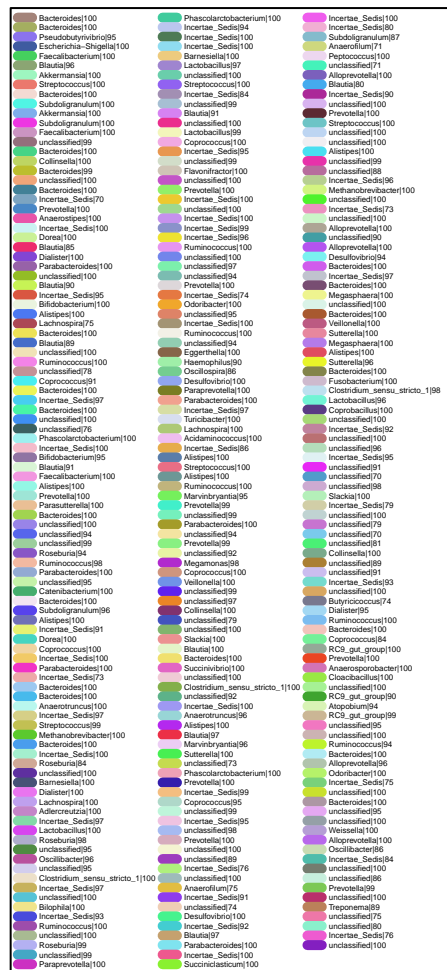 Bacteroides|100
Bacteroides|100
Pseudobutyrivibrio|95
Escherichia-Shigella|100
Faecalibacterium|100
Blautia|96
Akkermansia|100
Streptococcus|100
Bacteroides|100
Subdoligranulum|100
Akkermansia|100
Subdoligranulum|100
Faecalibacterium|100
unclassified|99
Bacteroides|100
Collinsella|100
Bacteroides|99
unclassified|100
Bacteroides|100
Incertae_Sedis|70
Prevotella|100
Anaerostipes|100
Incertae_Sedis|100
Dorea|100
Blautia|85
Dialister|100
Parabacteroides|100
unclassified|100
Blautia|90
Incertae_Sedis|95
Bifidobacterium|100
Alistipes|100
Lachnospira|75
Bacteroides|100
Blautia|89
unclassified|100
Ruminococcus|100
unclassified|78
Coprococcus|91
Bacteroides|100
Incertae_Sedis|97
Bacteroides|100
unclassified|100
unclassified|76
Phascolarctobacterium|100
Incertae_Sedis|100
Bifidobacterium|95
Blautia|91
Faecalibacterium|100
Alistipes|100
Prevotella|100
Parasutterella|100
Bacteroides|100
unclassified|100
unclassified|94
unclassified|99
Roseburia|94
Ruminococcus|98
Parabacteroides|100
unclassified|95
Catenibacterium|100
Bacteroides|100
Subdoligranulum|96
Alistipes|100
Incertae_Sedis|91
Dorea|100
Coprococcus|100
Incertae_Sedis|100
Parabacteroides|100
Incertae_Sedis|73
Bacteroides|100
Bacteroides|100
Anaerotruncus|100
Incertae_Sedis|97
Streptococcus|99
Methanobrevibacter|100
Bacteroides|100
Incertae_Sedis|100
Roseburia|84
unclassified|100
Barnesiella|100
Dialister|100
Lachnospira|100
Adlercreutzia|100
Incertae_Sedis|97
Lactobacillus|100
Roseburia|98
unclassified|95
Oscillibacter|96
unclassified|95
Clostridium_sensu_stricto_1|100
Incertae_Sedis|97
unclassified|100
Bilophila|100
Incertae_Sedis|93
Ruminococcus|100
unclassified|100
Roseburia|99
unclassified|99
Paraprevotella|100
Phascolarctobacterium|100
Incertae_Sedis|94
Incertae_Sedis|100
Incertae_Sedis|100
Barnesiella|100
Lactobacillus|97
unclassified|100
Streptococcus|100
Incertae_Sedis|84
unclassified|99
Blautia|91
unclassified|100
Lactobacillus|99
Coprococcus|100
Incertae_Sedis|95
unclassified|99
Flavonifractor|100
unclassified|100
Prevotella|100
Incertae_Sedis|100
unclassified|100
Incertae_Sedis|100
Incertae_Sedis|99
Incertae_Sedis|96
Ruminococcus|100
unclassified|100
unclassified|97
unclassified|94
Prevotella|100
Incertae_Sedis|74
Odoribacter|100
unclassified|95
Incertae_Sedis|100
Ruminococcus|100
unclassified|94
Eggerthella|100
Haemophilus|90
Oscillospira|86
Desulfovibrio|100
Paraprevotella|100
Parabacteroides|100
Incertae_Sedis|97
Turicibacter|100
Lachnospira|100
Acidaminococcus|100
Incertae_Sedis|86
Alistipes|100
Streptococcus|100
Alistipes|100
Ruminococcus|100
Marvinbryantia|95
Prevotella|99
unclassified|99
Parabacteroides|100
unclassified|94
Prevotella|99
unclassified|92
Megamonas|98
Coprococcus|100
Veillonella|100
unclassified|99
unclassified|97
Collinsella|100
unclassified|79
unclassified|100
Slackia|100
Blautia|100
Bacteroides|100
Succinivibrio|100
Clostridium_sensu_stricto_1|100
unclassified|92
Incertae_Sedis|100
Anaerotruncus|96
Alistipes|100
Blautia|97
Marvinbryantia|96
Sutterella|100
unclassified|73
Phascolarctobacterium|100
Prevotella|100
Incertae_Sedis|99
Coprococcus|95
unclassified|99
Incertae_Sedis|95
unclassified|98
Prevotella|100
unclassified|100
unclassified|89
Incertae_Sedis|76
unclassified|100
Anaerofilum|75
Incertae_Sedis|91
unclassified|74
Desulfovibrio|100
Incertae_Sedis|92
Blautia|97
Parabacteroides|100
Incertae_Sedis|100
Succiniclasticum|100
Incertae_Sedis|100
Incertae_Sedis|80
Subdoligranulum|87
Anaerofilum|71
Peptococcus|100
unclassified|71
Alloprevotella|100
Blautia|80
Incertae_Sedis|90
unclassified|100
Prevotella|100
Streptococcus|100
unclassified|100
unclassified|100
Alistipes|100
unclassified|99
unclassified|88
Incertae_Sedis|96
Methanobrevibacter|100
unclassified|100
Incertae_Sedis|73
unclassified|100
Alloprevotella|100
unclassified|90
Alloprevotella|100
Desulfovibrio|94
Bacteroides|100
Incertae_Sedis|97
Bacteroides|100
Megasphaera|100
unclassified|100
Bacteroides|100
Veillonella|100
Sutterella|100
Megasphaera|100
Alistipes|100
Sutterella|96
Bacteroides|100
Fusobacterium|100
Clostridium_sensu_stricto_1|98
Lactobacillus|96
Coprobacillus|100
unclassified|100
Incertae_Sedis|92
unclassified|100
unclassified|96
Incertae_Sedis|95
unclassified|91
unclassified|70
unclassified|98
Slackia|100
Incertae_Sedis|79
unclassified|100
unclassified|79
unclassified|70
unclassified|81
Collinsella|100
unclassified|89
unclassified|91
Incertae_Sedis|93
unclassified|100
Butyricicoccus|74
Dialister|95
Ruminococcus|100
Bacteroides|100
Coprococcus|84
RC9_gut_group|100
Prevotella|100
Anaerosporobacter|100
Cloacibacillus|100
unclassified|100
RC9_gut_group|90
Atopobium|94
RC9_gut_group|99
unclassified|95
unclassified|100
Ruminococcus|94
Bacteroides|100
Alloprevotella|96
Odoribacter|100
Incertae_Sedis|75
unclassified|100
Bacteroides|100
unclassified|95
unclassified|100
Weissella|100
Alloprevotella|100
Oscillibacter|86
Incertae_Sedis|84
unclassified|100
unclassified|86
Prevotella|99
Treponema|89
unclassified|75
unclassified|80
Incertae_Sedis|76
unclassified|100